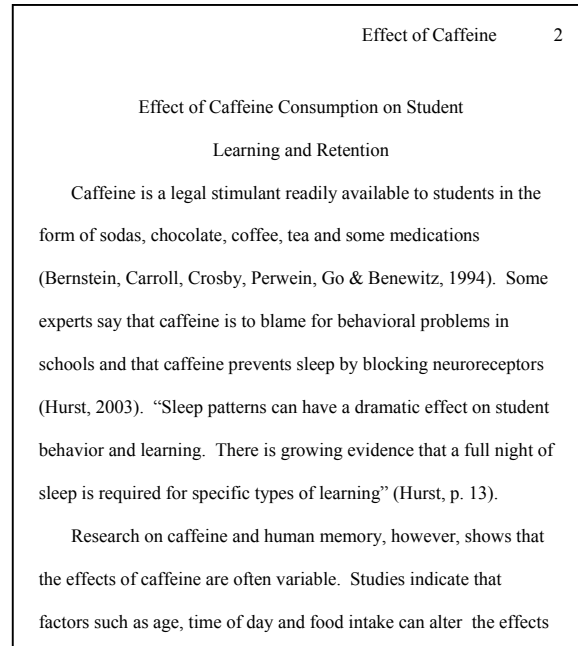 Effect of Caffeine 2
Effect of Caffeine Consumption on Student
Learning and Retention
Caffeine is a legal stimulant readily available to students in the
form of sodas, chocolate, coffee, tea and some medications
(Bernstein, Carroll, Crosby, Perwein, Go & Benewitz, 1994).  Some
experts say that caffeine is to blame for behavioral problems in
schools and that caffeine prevents sleep by blocking neuroreceptors
(Hurst, 2003).  “Sleep patterns can have a dramatic effect on student
behavior and learning.  There is growing evidence that a full night of
sleep is required for specific types of learning” (Hurst, p. 13).
Research on caffeine and human memory, however, shows that
the effects of caffeine are often variable.  Studies indicate that
factors such as age, time of day and food intake can alter  the effects